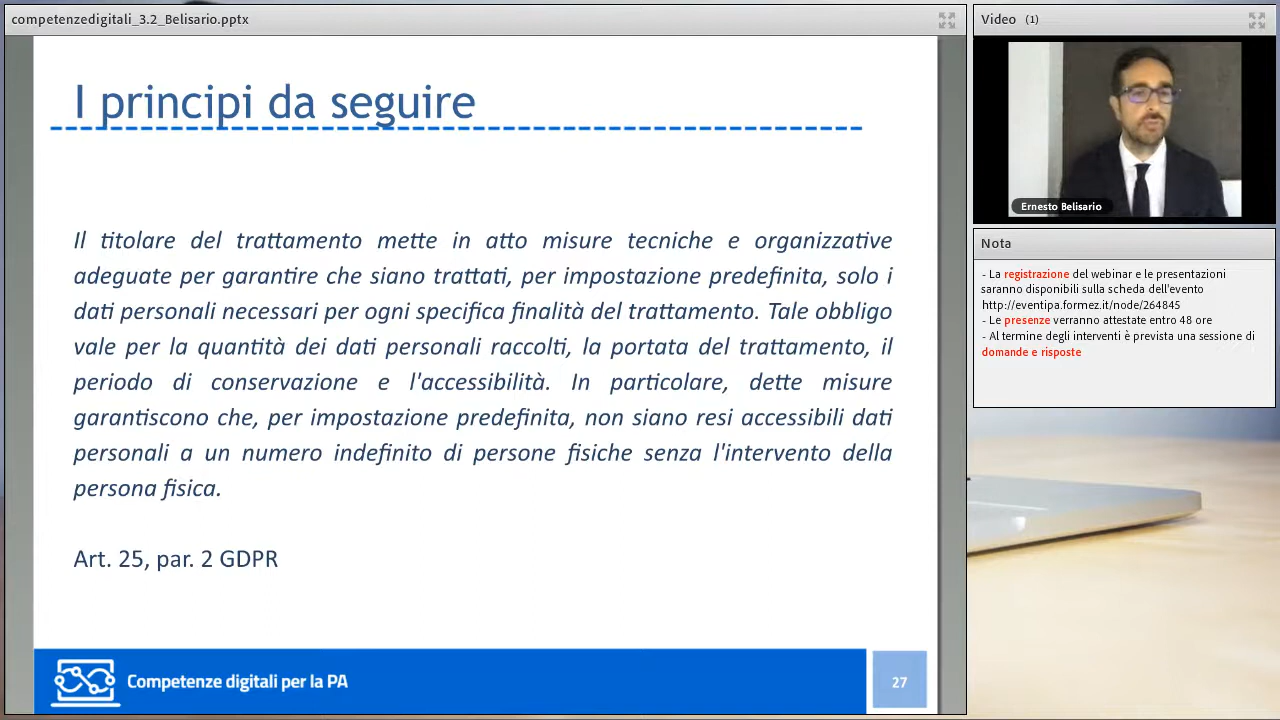 competenzedigitali_3.2_Belisario.pptx
I principi da seguire
Il titolare del trattamento mette in atto misure tecniche e organizzative
adeguate per garantire che siano trattati, per impostazione predefinita, solo i
dati personali necessari per ogni specifica finalità del trattamento. Tale obbligo
vale per la quantità dei dati personali raccolti, la portata del trattamento, il
periodo di conservazione e l'accessibilità. In particolare, dette misure
garantiscono che, per impostazione predefinita, non siano resi accessibili dati
personali a un numero indefinito di persone fisiche senza l'intervento della
persona fisica.
Art. 25, par. 2 GDPR
Competenze digitali per la PA
27
Video (1)
Ernesto Belisario
Nota
- La registrazione del webinar e le presentazioni
saranno disponibili sulla scheda dell'evento
http://eventipa.formez.it/node/264845
- Le presenze verranno attestate entro 48 ore
- Al termine degli interventi è prevista una sessione di
domande e risposte